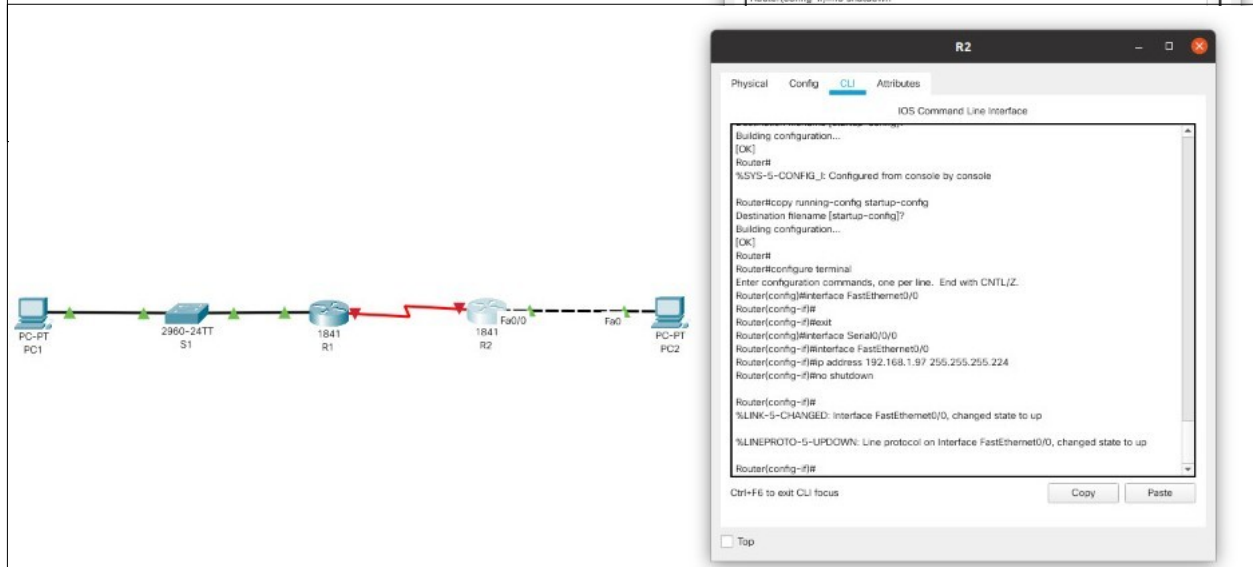 R2
Physical Config CLI Attributes
IOS Command Line Interface
Building configuration...
[OK]
Router#
%SYS-5-CONFIG_I: Configured from console by console
Router#copy running-config startup-config
Destination filename [startup-config]?
Building configuration...
[OK]
Router#
Router#configure terminal
Enter configuration commands, one per line. End with CNTL/Z.
Router(config)#interface FastEthernet0/0
Router(config-if)#
Router(config-if)#exit
Router(config)#interface Serial0/0/0
Router(config-if)#interface FastEthernet0/0
Router(config-if)#ip address 192.168.1.97 255.255.255.224
Router(config-if)#no shutdown
Router(config-if)#
%LINK-5-CHANGED: Interface FastEthernet0/0, changed state to up
%LINEPROTO-5-UPDOWN: Line protocol on Interface FastEthernet0/0, changed state to up
Router(config-if)#
Ctrl+F6 to exit CLI focus
Copy Paste
Top
PC-PT
PC1
2960-24TT
S1
1841
R1
Fa0/0
1841
R2
Fa0
PC-PT
PC2